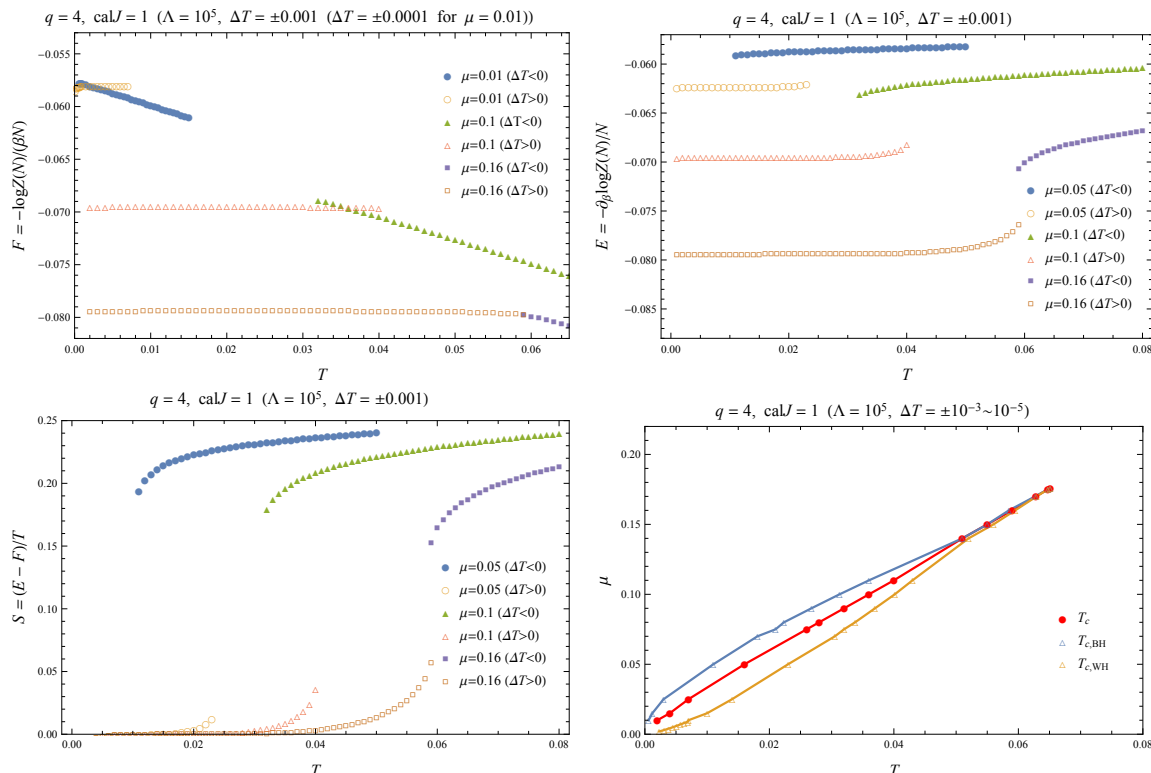 q = 4, calJ = 1 (Λ = 10⁵, ΔT = ±0.001 (ΔT = ±0.0001 for μ = 0.01))
F = −logZ(N)/(βN)
−0.055
−0.060
−0.065
−0.070
−0.075
−0.080
μ=0.01 (ΔT<0)
μ=0.01 (ΔT>0)
μ=0.1 (ΔT<0)
μ=0.1 (ΔT>0)
μ=0.16 (ΔT<0)
μ=0.16 (ΔT>0)
0.00 0.01 0.02 0.03 0.04 0.05 0.06
T
q = 4, calJ = 1 (Λ = 10⁵, ΔT = ±0.001)
E = −∂βlogZ(N)/N
−0.060
−0.065
−0.070
−0.075
−0.080
−0.085
μ=0.05 (ΔT<0)
μ=0.05 (ΔT>0)
μ=0.1 (ΔT<0)
μ=0.1 (ΔT>0)
μ=0.16 (ΔT<0)
μ=0.16 (ΔT>0)
0.00 0.02 0.04 0.06 0.08
T
q = 4, calJ = 1 (Λ = 10⁵, ΔT = ±0.001)
S = (E − F)/T
0.25
0.20
0.15
0.10
0.05
0.00
μ=0.05 (ΔT<0)
μ=0.05 (ΔT>0)
μ=0.1 (ΔT<0)
μ=0.1 (ΔT>0)
μ=0.16 (ΔT<0)
μ=0.16 (ΔT>0)
0.00 0.02 0.04 0.06 0.08
T
q = 4, calJ = 1 (Λ = 10⁵, ΔT = ±10⁻³~10⁻⁵)
μ
0.20
0.15
0.10
0.05
0.00
T_c
T_c,BH
T_c,WH
0.00 0.02 0.04 0.06 0.08
T